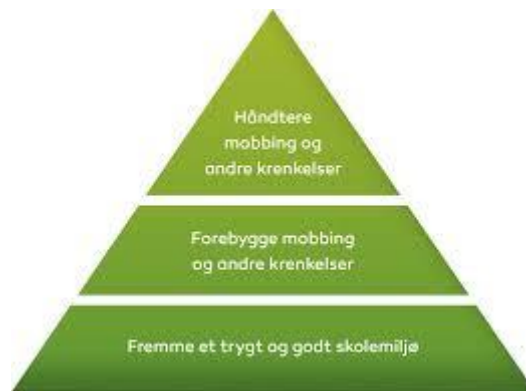 Håndtere
mobbing og
andre krenkelser
Forebygge mobbing
og andre krenkelser
Fremme et trygt og godt skolemiljø